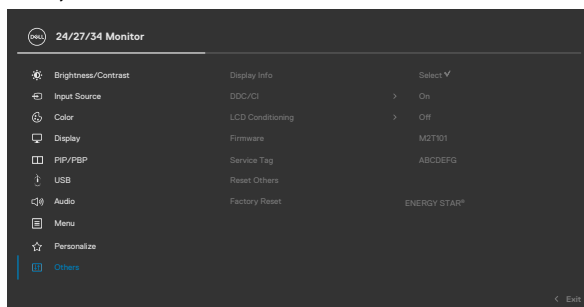 DELL 24/27/34 Monitor
Brightness/Contrast Display Info Select
Input Source DDC/CI > On
Color LCD Conditioning > Off
Display Firmware M2T101
PIP/PBP Service Tag ABCDEFG
USB Reset Others
Audio Factory Reset ENERGY STAR®
Menu
Personalize
Others
< Exit